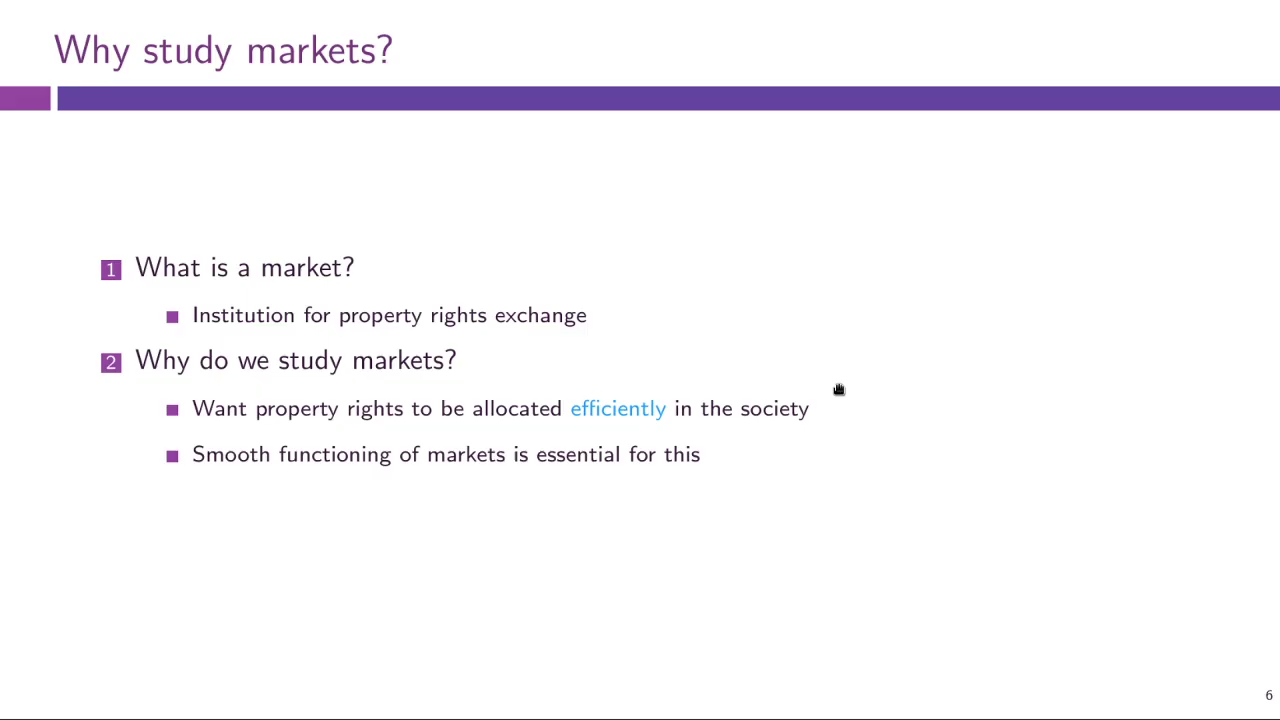 Why study markets?
1 What is a market?
Institution for property rights exchange
2 Why do we study markets?
Want property rights to be allocated efficiently in the society
Smooth functioning of markets is essential for this
6